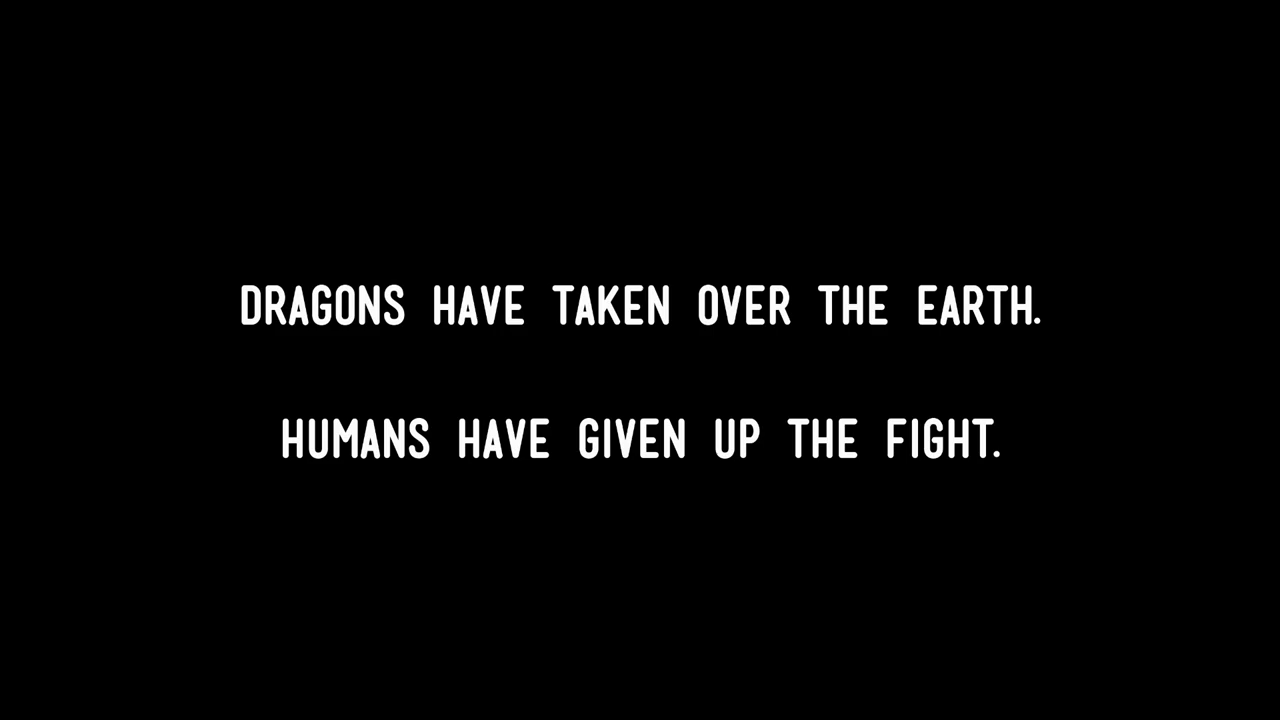 DRAGONS HAVE TAKEN OVER THE EARTH.
HUMANS HAVE GIVEN UP THE FIGHT.